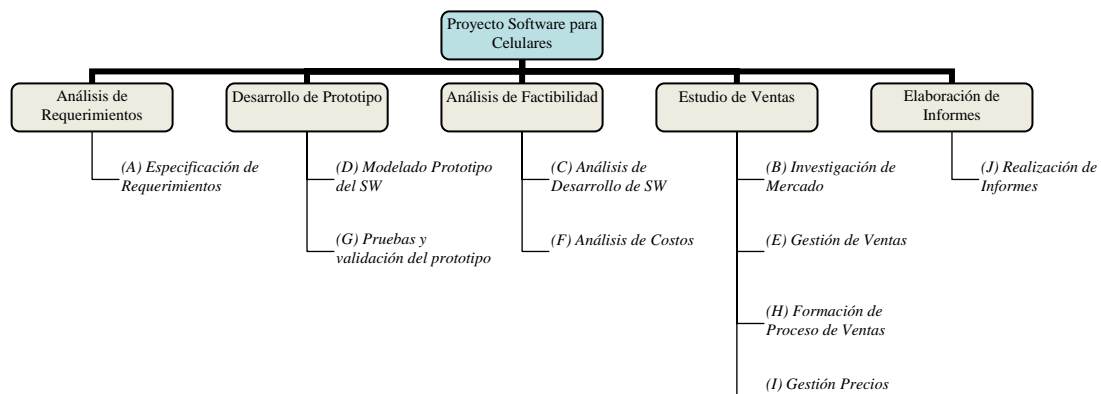 Proyecto Software para
Celulares
Análisis de
Requerimientos
Desarrollo de Prototipo
Análisis de Factibilidad
Estudio de Ventas
Elaboración de
Informes
(A) Especificación de
Requerimientos
(D) Modelado Prototipo
del SW
(G) Pruebas y
validación del prototipo
(C) Análisis de
Desarrollo de SW
(F) Análisis de Costos
(B) Investigación de
Mercado
(E) Gestión de Ventas
(H) Formación de
Proceso de Ventas
(I) Gestión Precios
(J) Realización de
Informes